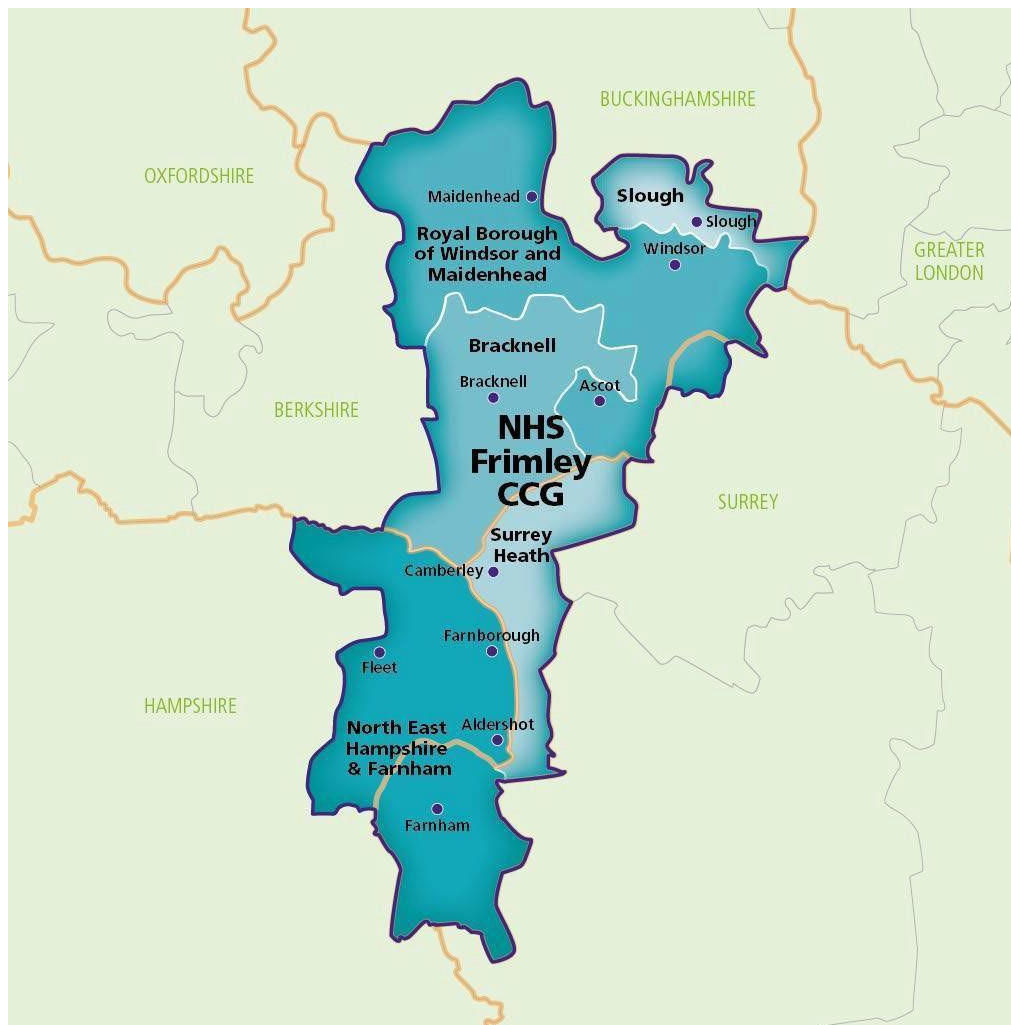 BUCKINGHAMSHIRE
OXFORDSHIRE
Maidenhead
Slough
Slough
Royal Borough
of Windsor and
Maidenhead
Windsor
GREATER
LONDON
Bracknell
Bracknell
Ascot
BERKSHIRE
NHS
Frimley
CCG
SURREY
Surrey
Heath
Camberley
Farnborough
Fleet
HAMPSHIRE
North East
Hampshire
& Farnham
Aldershot
Farnham